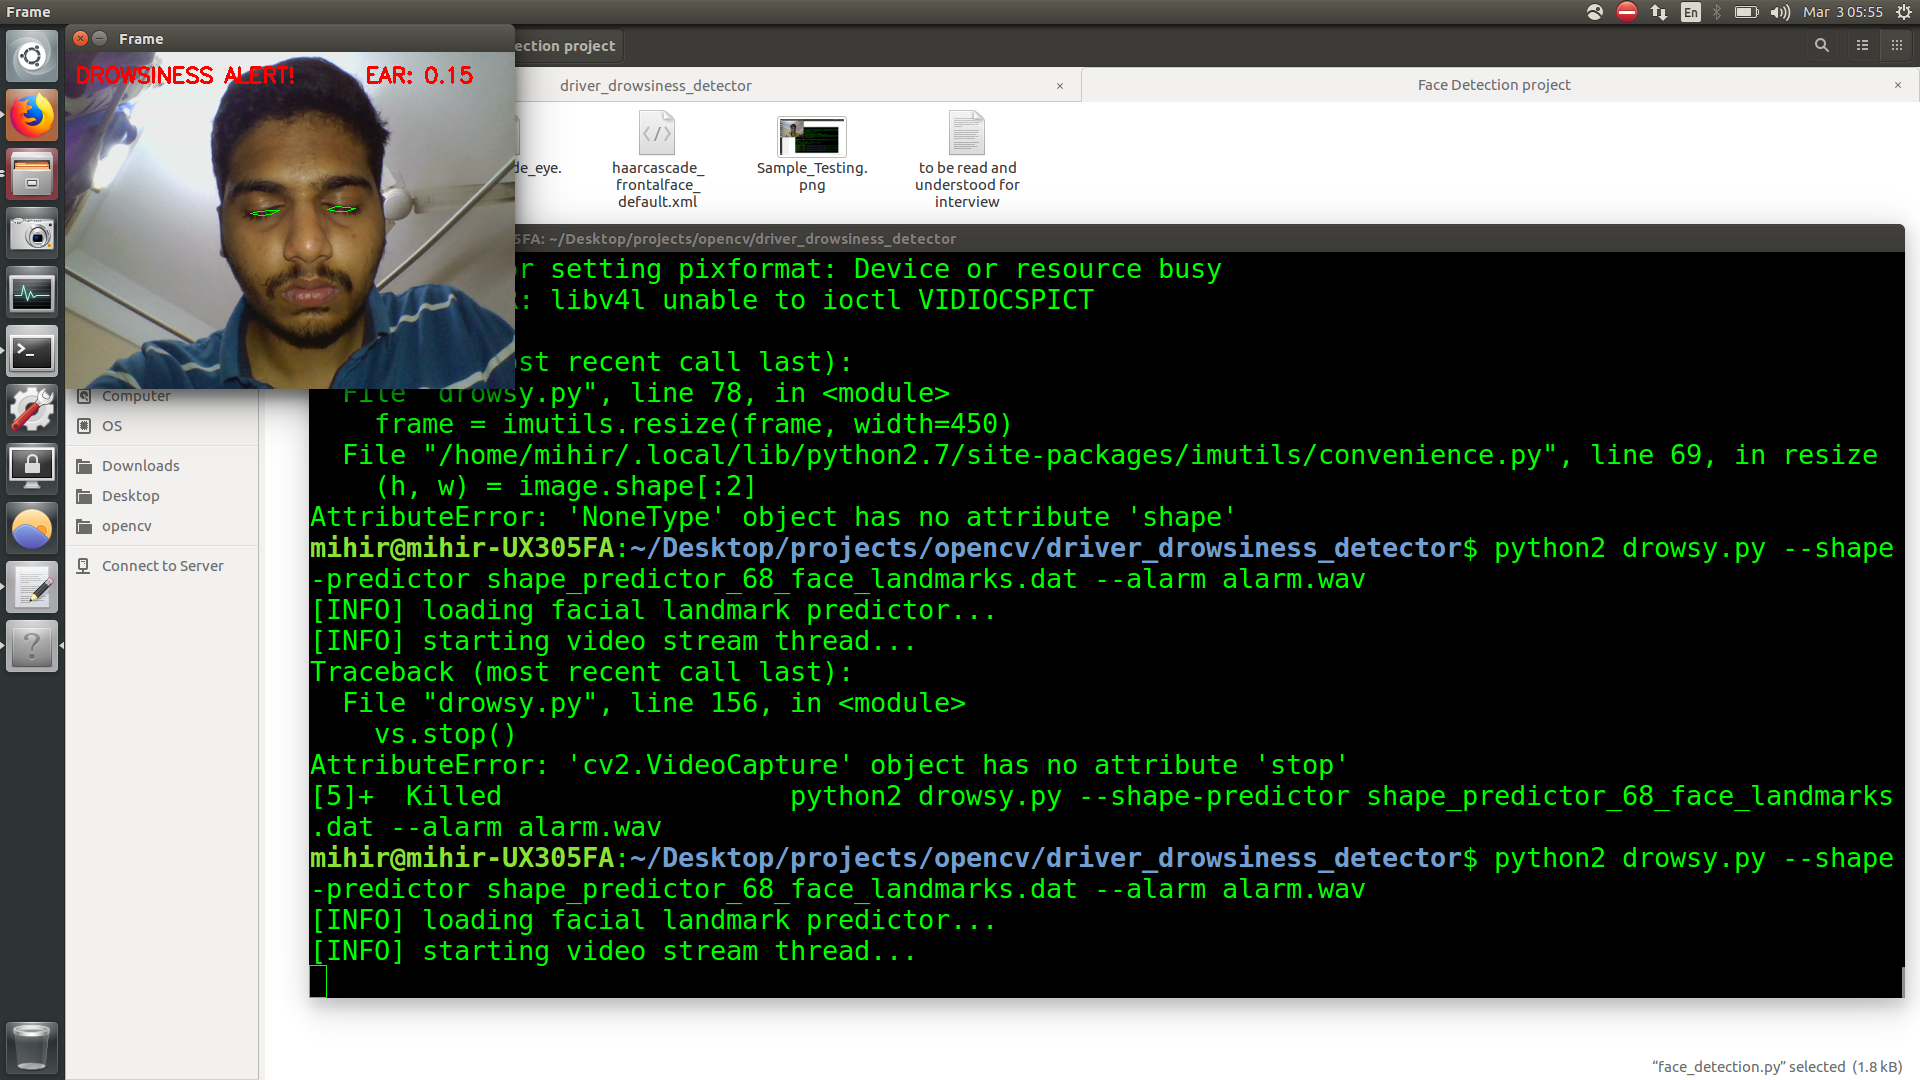 Frame
En
Mar 3 05:55
Frame
ection project
DROWSINESS ALERT!
EAR: 0.15
driver_drowsiness_detector
Face Detection project
de_eye.
haarcascade_
frontalface_
default.xml
Sample_Testing.
png
to be read and
understood for
interview
5FA: ~/Desktop/projects/opencv/driver_drowsiness_detector
r setting pixformat: Device or resource busy
: libv4l unable to ioctl VIDIOCSPICT
ost recent call last):
File "drowsy.py", line 78, in <module>
frame = imutils.resize(frame, width=450)
File "/home/mihir/.local/lib/python2.7/site-packages/imutils/convenience.py", line 69, in resize
(h, w) = image.shape[:2]
AttributeError: 'NoneType' object has no attribute 'shape'
mihir@mihir-UX305FA:~/Desktop/projects/opencv/driver_drowsiness_detector$ python2 drowsy.py --shape
-predictor shape_predictor_68_face_landmarks.dat --alarm alarm.wav
[INFO] loading facial landmark predictor...
[INFO] starting video stream thread...
Traceback (most recent call last):
File "drowsy.py", line 156, in <module>
vs.stop()
AttributeError: 'cv2.VideoCapture' object has no attribute 'stop'
[5]+  Killed                  python2 drowsy.py --shape-predictor shape_predictor_68_face_landmarks
.dat --alarm alarm.wav
mihir@mihir-UX305FA:~/Desktop/projects/opencv/driver_drowsiness_detector$ python2 drowsy.py --shape
-predictor shape_predictor_68_face_landmarks.dat --alarm alarm.wav
[INFO] loading facial landmark predictor...
[INFO] starting video stream thread...
Computer
OS
Downloads
Desktop
opencv
Connect to Server
“face_detection.py” selected (1.8 kB)